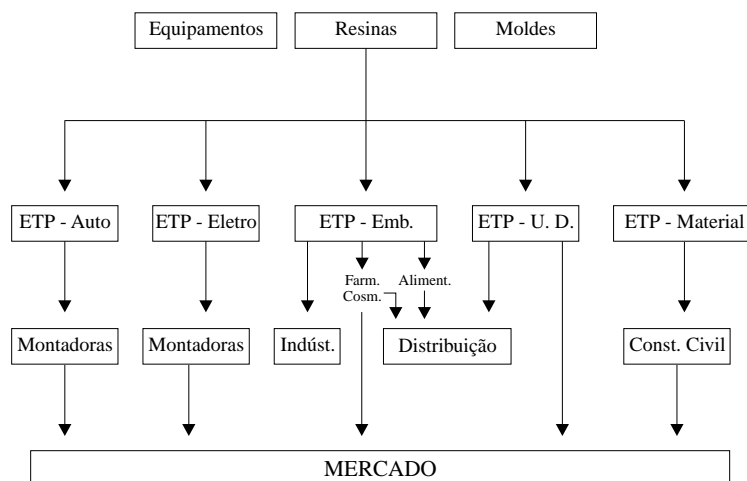 Equipamentos
Resinas
Moldes
ETP - Auto
ETP - Eletro
ETP - Emb.
ETP - U. D.
ETP - Material
Farm.
Cosm.
Aliment.
Montadoras
Montadoras
Indúst.
Distribuição
Const. Civil
MERCADO